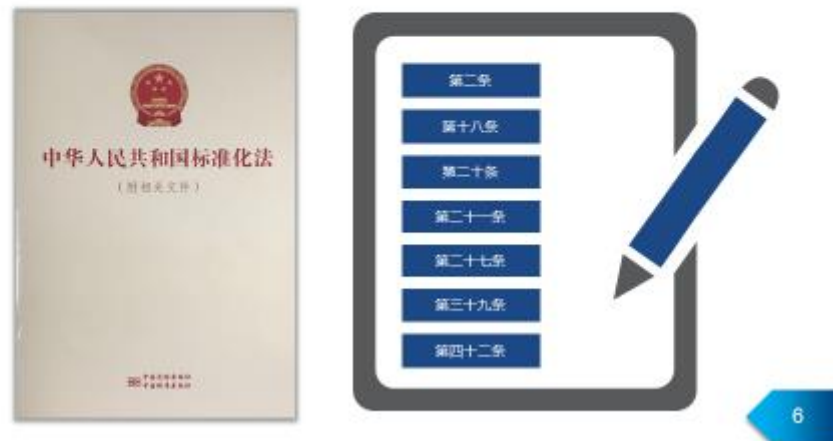 中华人民共和国标准化法
（附相关文件）
第二条
第十八条
第二十条
第二十一条
第二十七条
第三十九条
第四十二条
6